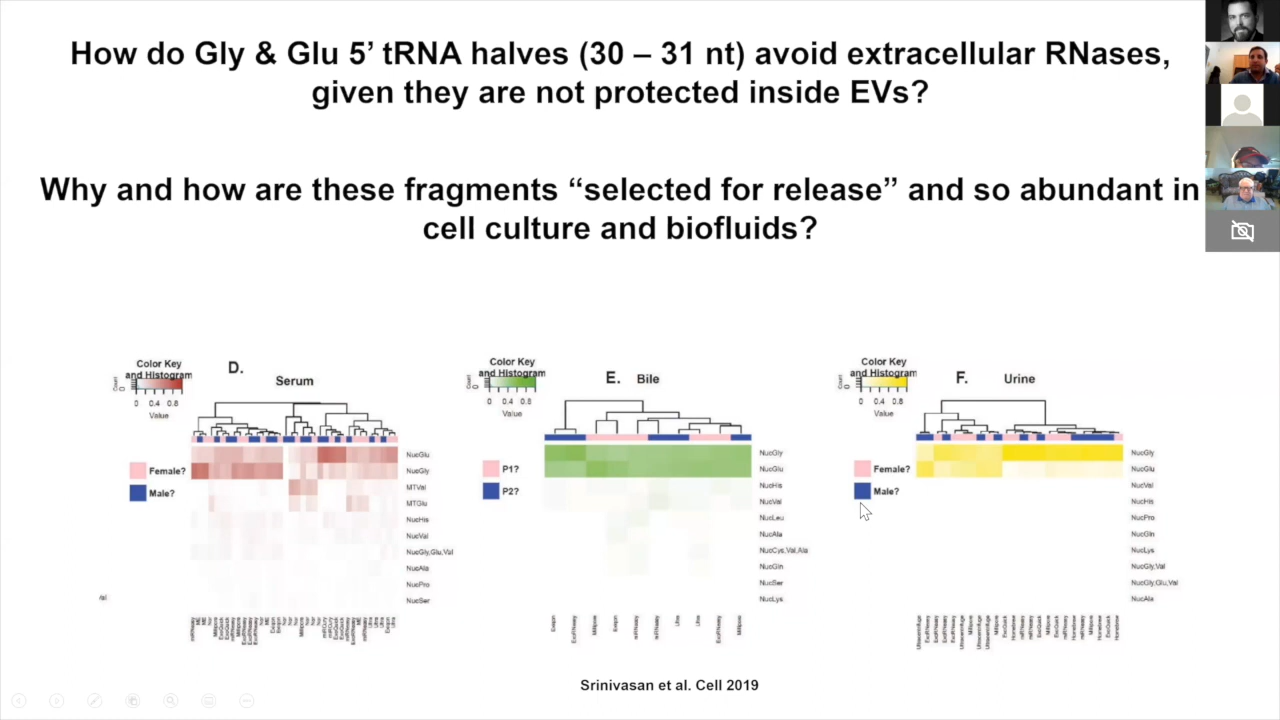 How do Gly & Glu 5’ tRNA halves (30 – 31 nt) avoid extracellular RNases,
given they are not protected inside EVs?
Why and how are these fragments “selected for release” and so abundant in
cell culture and biofluids?
Color Key
and Histogram
Count
0
0 0.4 0.8
Value
D.
Serum
Female?
Male?
NucGlu
NucGly
MTVal
MTGlu
NucHis
NucVal
NucGly,Glu,Val
NucAla
NucPro
NucSer
Color Key
and Histogram
Count
0
0 0.4 0.8
Value
E. Bile
P1?
P2?
NucGly
NucGlu
NucHis
NucVal
NucLeu
NucAla
NucCys,Val,Ala
NucGln
NucSer
NucLys
Color Key
and Histogram
Count
0
0 0.4 0.8
Value
F. Urine
Female?
Male?
NucGly
NucGlu
NucVal
NucHis
NucPro
NucGln
NucLys
NucGly,Val
NucGly,Glu,Val
NucAla
Srinivasan et al. Cell 2019